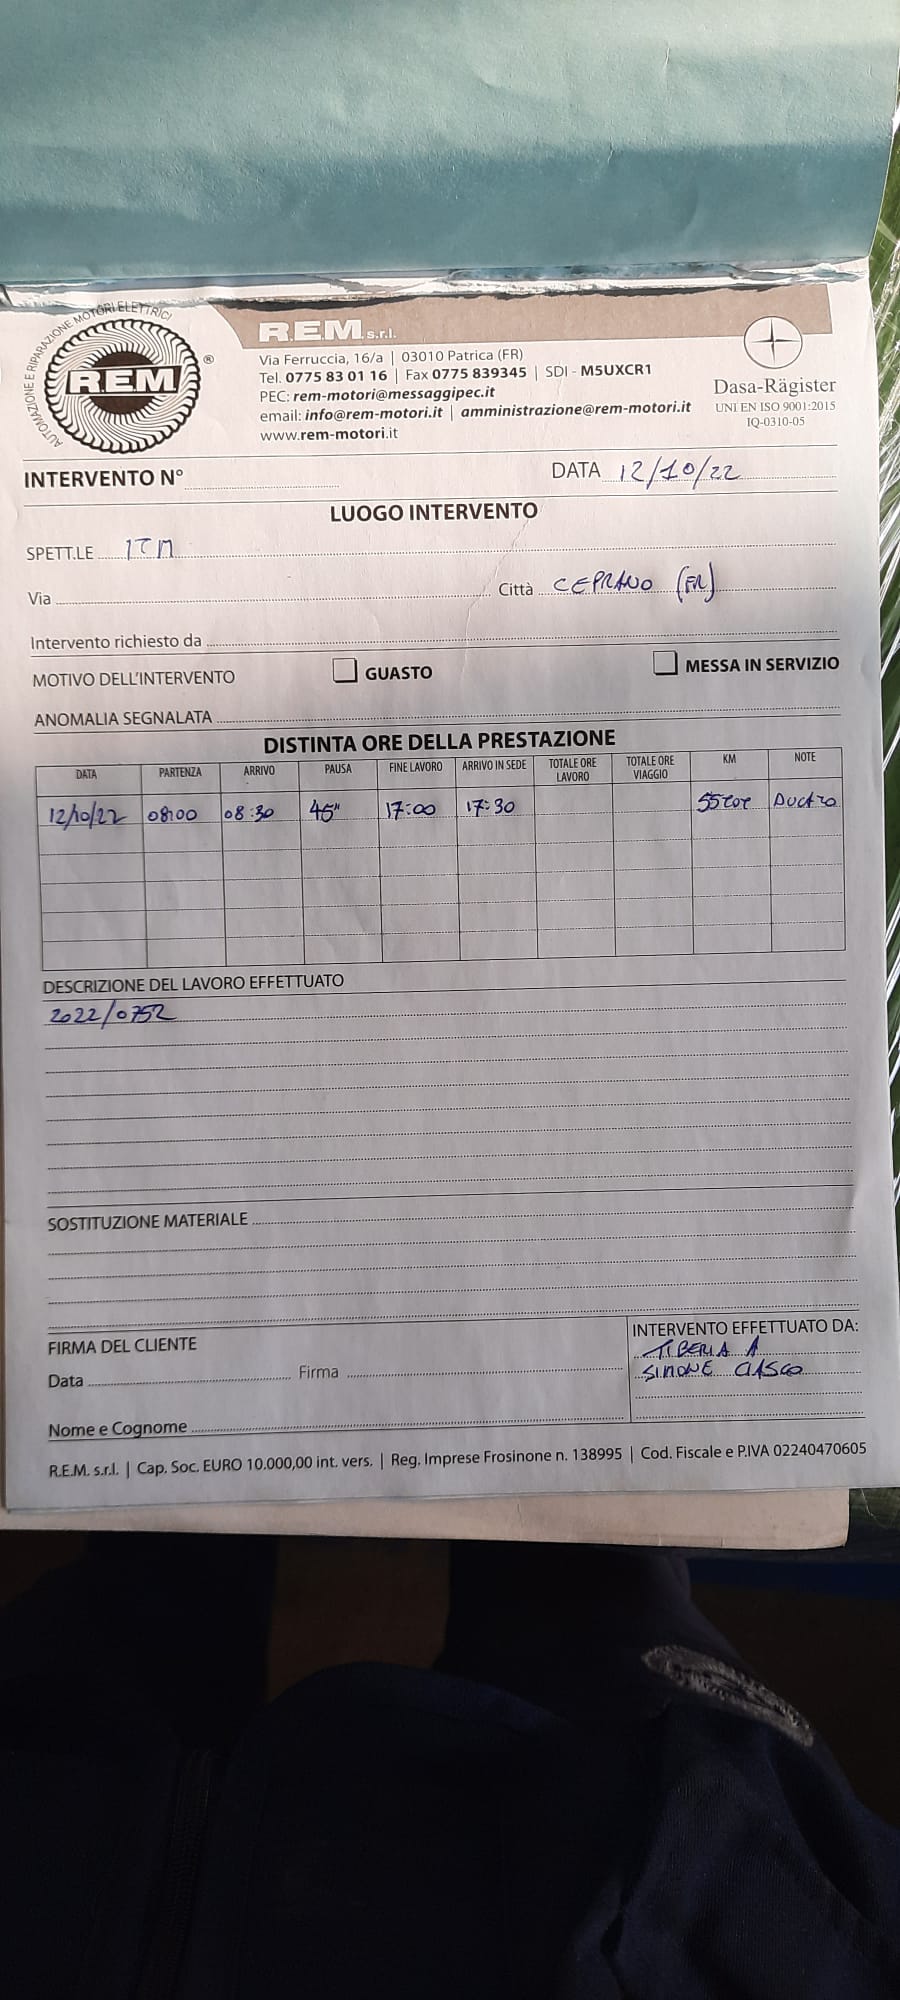 AUTOMAZIONE E RIPARAZIONE MOTORI ELETTRICI
REM ®
R.E.M. s.r.l.
Via Ferruccia, 16/a | 03010 Patrica (FR)
Tel. 0775 83 01 16 | Fax 0775 839345 | SDI - M5UXCR1
PEC: rem-motori@messaggipec.it
email: info@rem-motori.it | amministrazione@rem-motori.it
www.rem-motori.it
Dasa-Rägister
UNI EN ISO 9001:2015
IQ-0310-05
INTERVENTO N° DATA 12/10/22
LUOGO INTERVENTO
SPETT.LE ITM
Via Città CEPRANO (FR)
Intervento richiesto da
MOTIVO DELL'INTERVENTO GUASTO MESSA IN SERVIZIO
ANOMALIA SEGNALATA
DISTINTA ORE DELLA PRESTAZIONE
DATA PARTENZA ARRIVO PAUSA FINE LAVORO ARRIVO IN SEDE TOTALE ORE LAVORO TOTALE ORE VIAGGIO KM NOTE
12/10/22 08:00 08:30 45" 17:00 17:30 DUCATO
DESCRIZIONE DEL LAVORO EFFETTUATO
2022/0752
SOSTITUZIONE MATERIALE
FIRMA DEL CLIENTE
Data Firma
Nome e Cognome
INTERVENTO EFFETTUATO DA:
TIBERIA A
SIMONE CIASCO
R.E.M. s.r.l. | Cap. Soc. EURO 10.000,00 int. vers. | Reg. Imprese Frosinone n. 138995 | Cod. Fiscale e P.IVA 02240470605